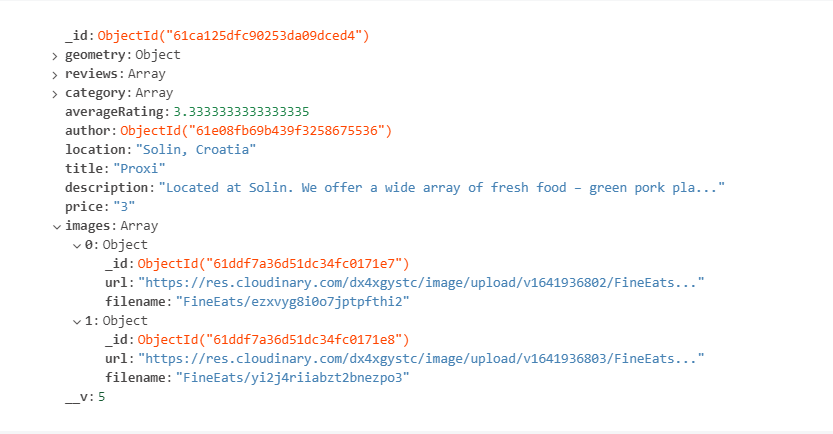 _id: ObjectId("61ca125dfc90253da09dced4")
geometry: Object
reviews: Array
category: Array
averageRating: 3.3333333333333335
author: ObjectId("61e08fb69b439f3258675536")
location: "Solin, Croatia"
title: "Proxi"
description: "Located at Solin. We offer a wide array of fresh food – green pork pla..."
price: "3"
images: Array
0: Object
_id: ObjectId("61ddf7a36d51dc34fc0171e7")
url: "https://res.cloudinary.com/dx4xgystc/image/upload/v1641936802/FineEats..."
filename: "FineEats/ezxvyg8i0o7jptpfthi2"
1: Object
_id: ObjectId("61ddf7a36d51dc34fc0171e8")
url: "https://res.cloudinary.com/dx4xgystc/image/upload/v1641936803/FineEats..."
filename: "FineEats/yi2j4riiabzt2bnezpo3"
__v: 5